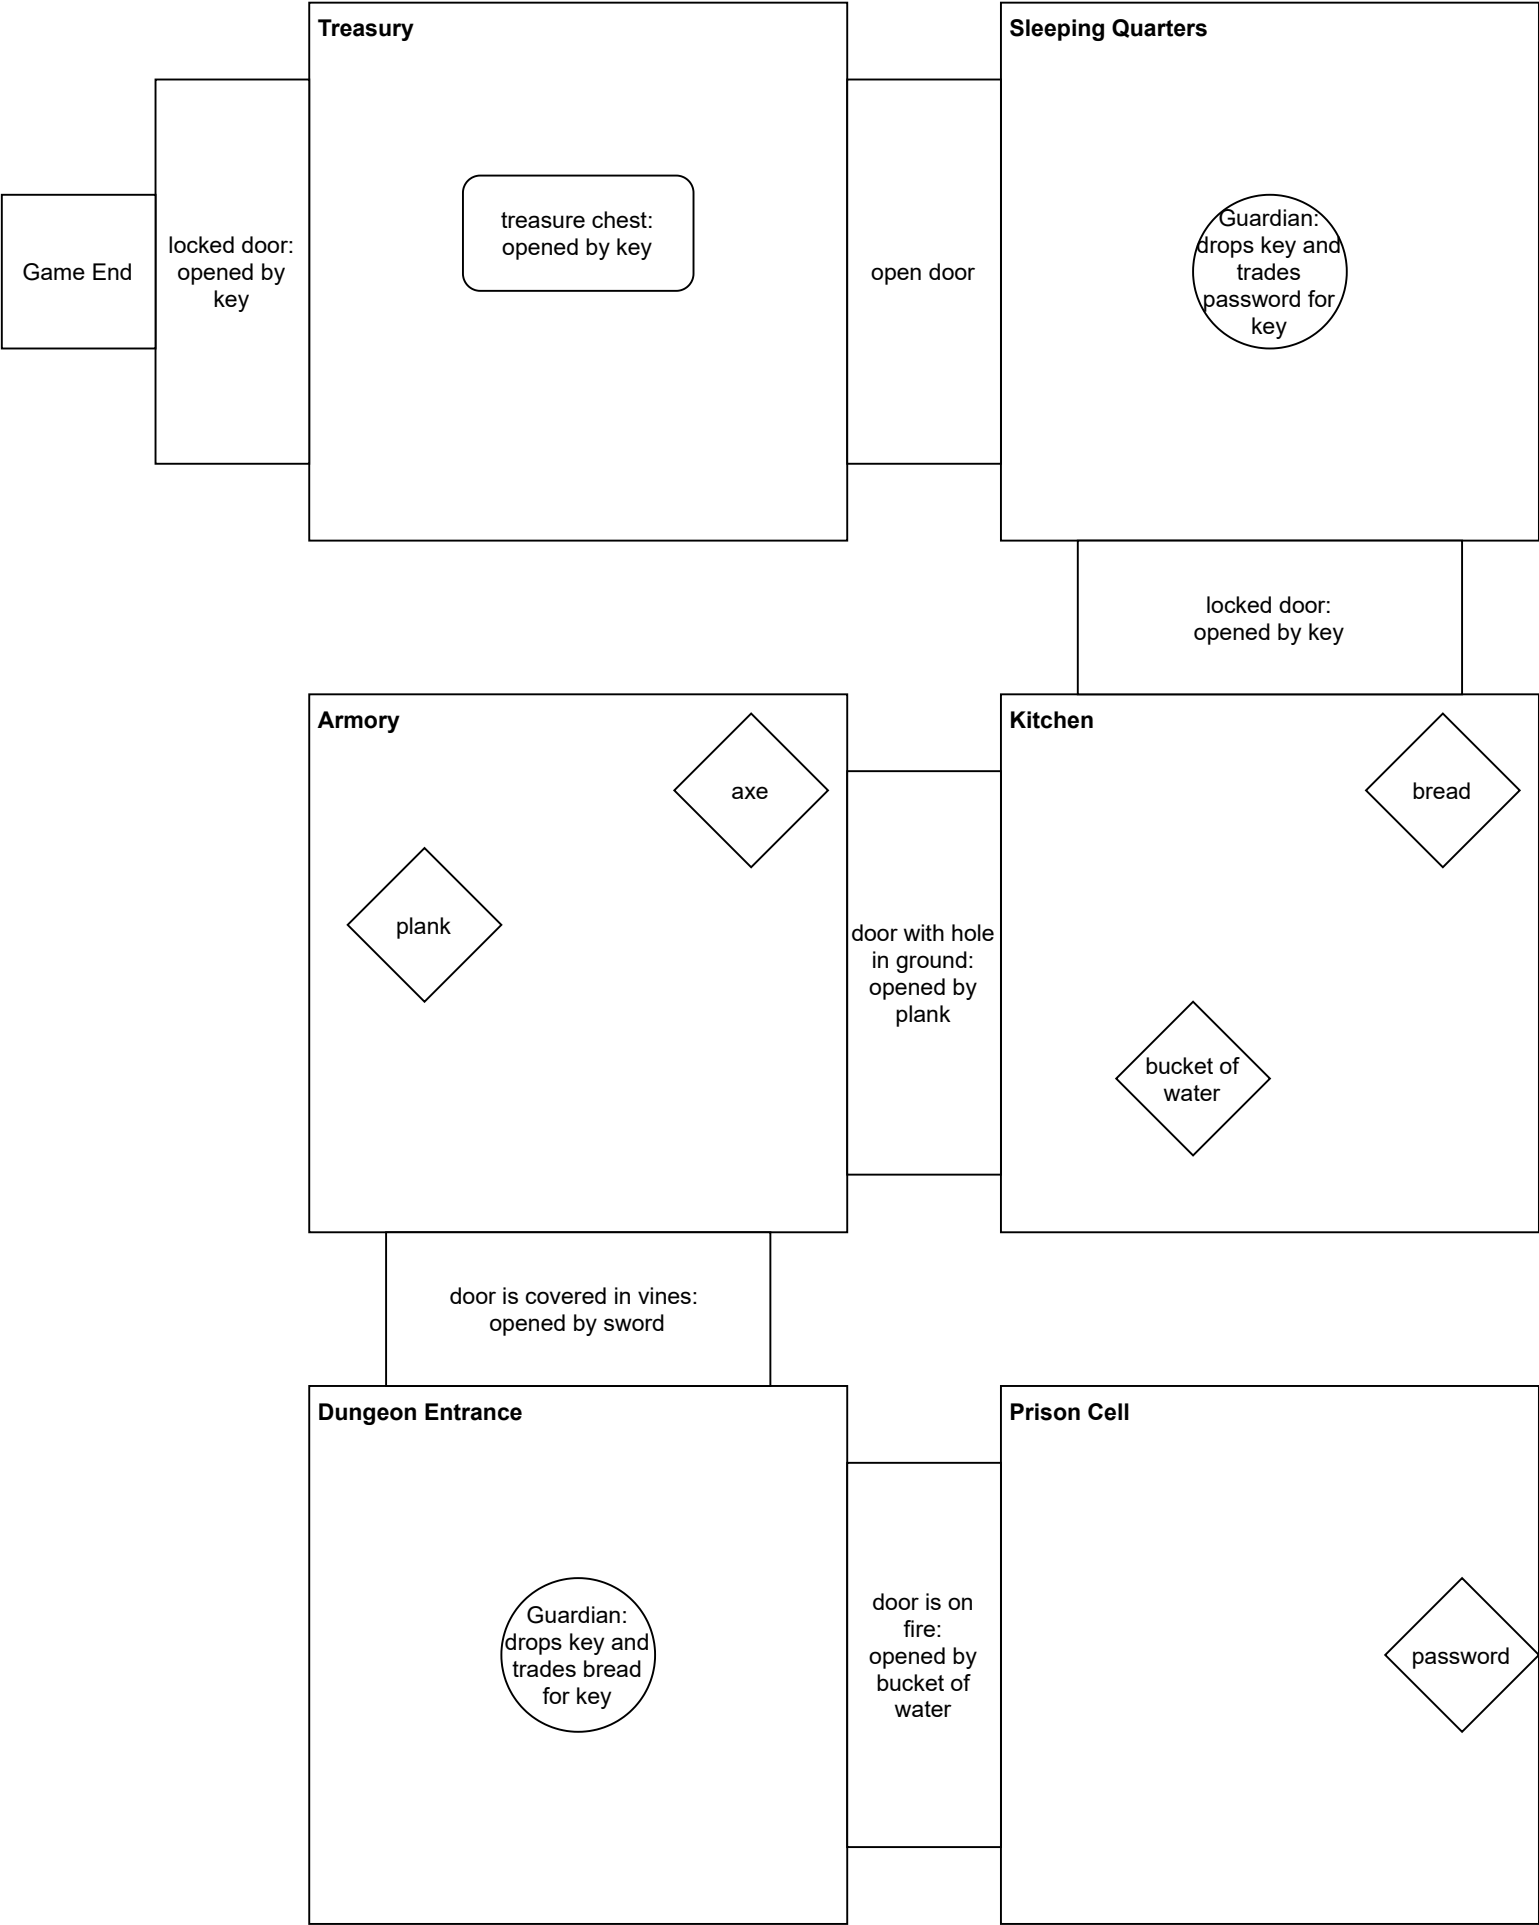 Treasury
Sleeping Quarters
Game End
locked door:
opened by
key
treasure chest:
opened by key
open door
Guardian:
drops key and
trades
password for
key
locked door:
opened by key
Armory
axe
plank
door with hole
in ground:
opened by
plank
Kitchen
bread
bucket of
water
door is covered in vines:
opened by sword
Dungeon Entrance
Guardian:
drops key and
trades bread
for key
door is on
fire:
opened by
bucket of
water
Prison Cell
password